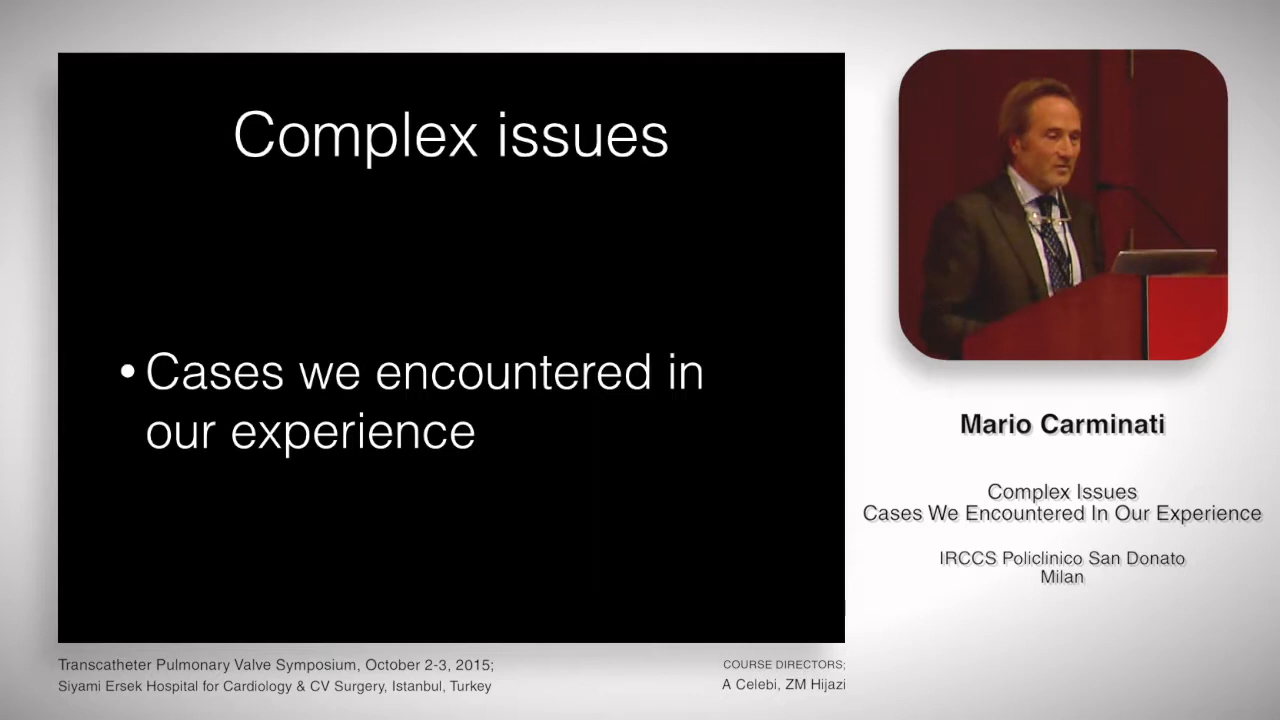 Complex issues
• Cases we encountered in
our experience
Mario Carminati
Complex Issues
Cases We Encountered In Our Experience
IRCCS Policlinico San Donato
Milan
Transcatheter Pulmonary Valve Symposium, October 2-3, 2015;
Siyami Ersek Hospital for Cardiology & CV Surgery, Istanbul, Turkey
COURSE DIRECTORS;
A Celebi, ZM Hijazi